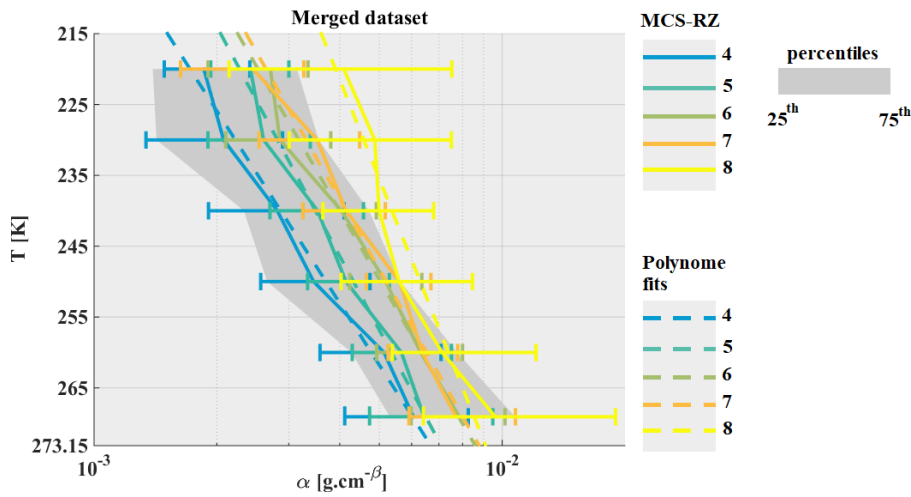 Merged dataset
MCS-RZ
4
5
6
7
8
percentiles
25th
75th
215
225
235
245
255
265
273.15
T [K]
10-3
10-2
α [g.cm-β]
Polynome
fits
4
5
6
7
8